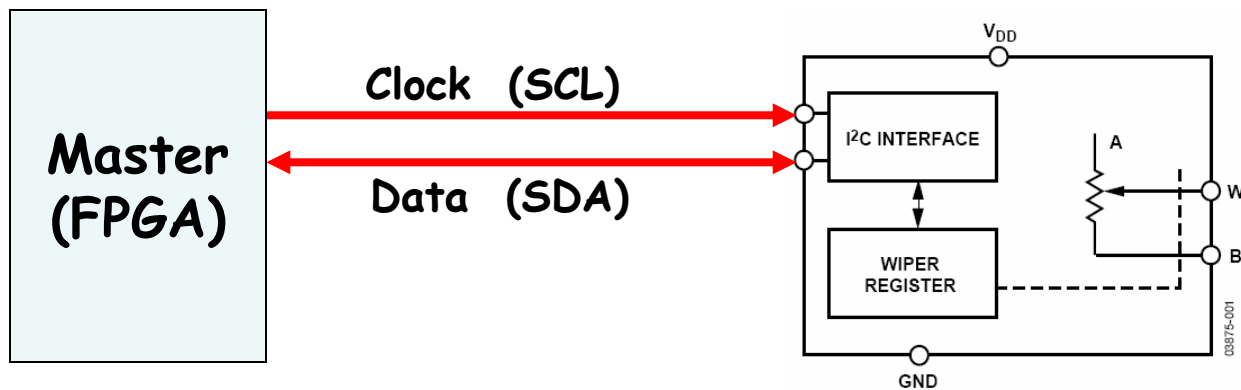 Master
(FPGA)
Clock (SCL)
Data (SDA)
VDD
I²C INTERFACE
WIPER
REGISTER
A
W
B
GND
03875-001